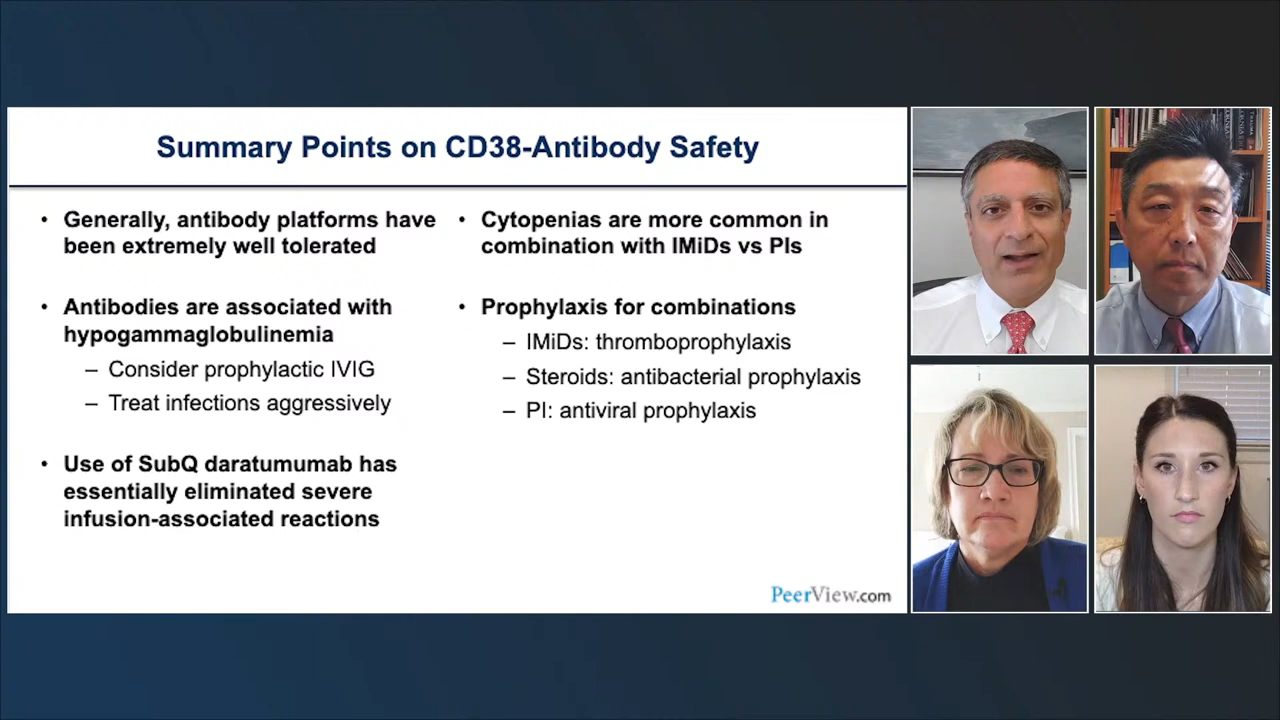 Summary Points on CD38-Antibody Safety
• Generally, antibody platforms have
been extremely well tolerated
• Antibodies are associated with
hypogammaglobulinemia
– Consider prophylactic IVIG
– Treat infections aggressively
• Use of SubQ daratumumab has
essentially eliminated severe
infusion-associated reactions
• Cytopenias are more common in
combination with IMiDs vs PIs
• Prophylaxis for combinations
– IMiDs: thromboprophylaxis
– Steroids: antibacterial prophylaxis
– PI: antiviral prophylaxis
PeerView.com